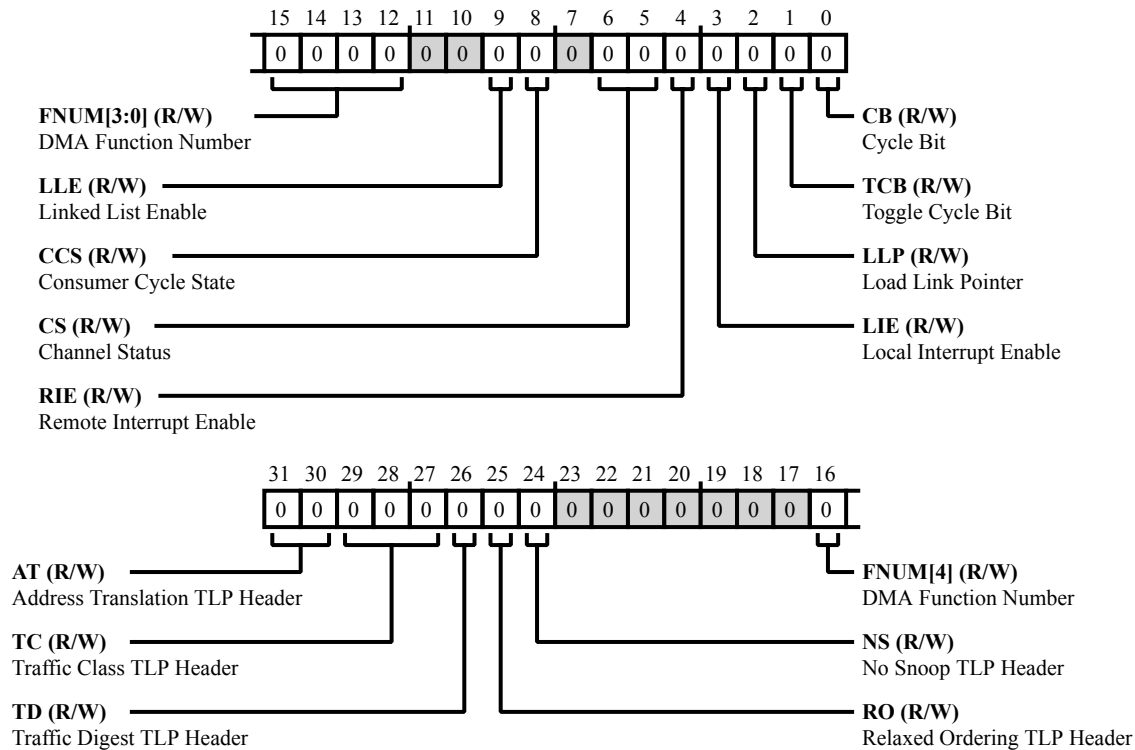 15 14 13 12 11 10 9 8 7 6 5 4 3 2 1 0
0 0 0 0 0 0 0 0 0 0 0 0 0 0 0 0
FNUM[3:0] (R/W)
DMA Function Number
LLE (R/W)
Linked List Enable
CCS (R/W)
Consumer Cycle State
CS (R/W)
Channel Status
RIE (R/W)
Remote Interrupt Enable
CB (R/W)
Cycle Bit
TCB (R/W)
Toggle Cycle Bit
LLP (R/W)
Load Link Pointer
LIE (R/W)
Local Interrupt Enable
31 30 29 28 27 26 25 24 23 22 21 20 19 18 17 16
0 0 0 0 0 0 0 0 0 0 0 0 0 0 0 0
AT (R/W)
Address Translation TLP Header
TC (R/W)
Traffic Class TLP Header
TD (R/W)
Traffic Digest TLP Header
FNUM[4] (R/W)
DMA Function Number
NS (R/W)
No Snoop TLP Header
RO (R/W)
Relaxed Ordering TLP Header